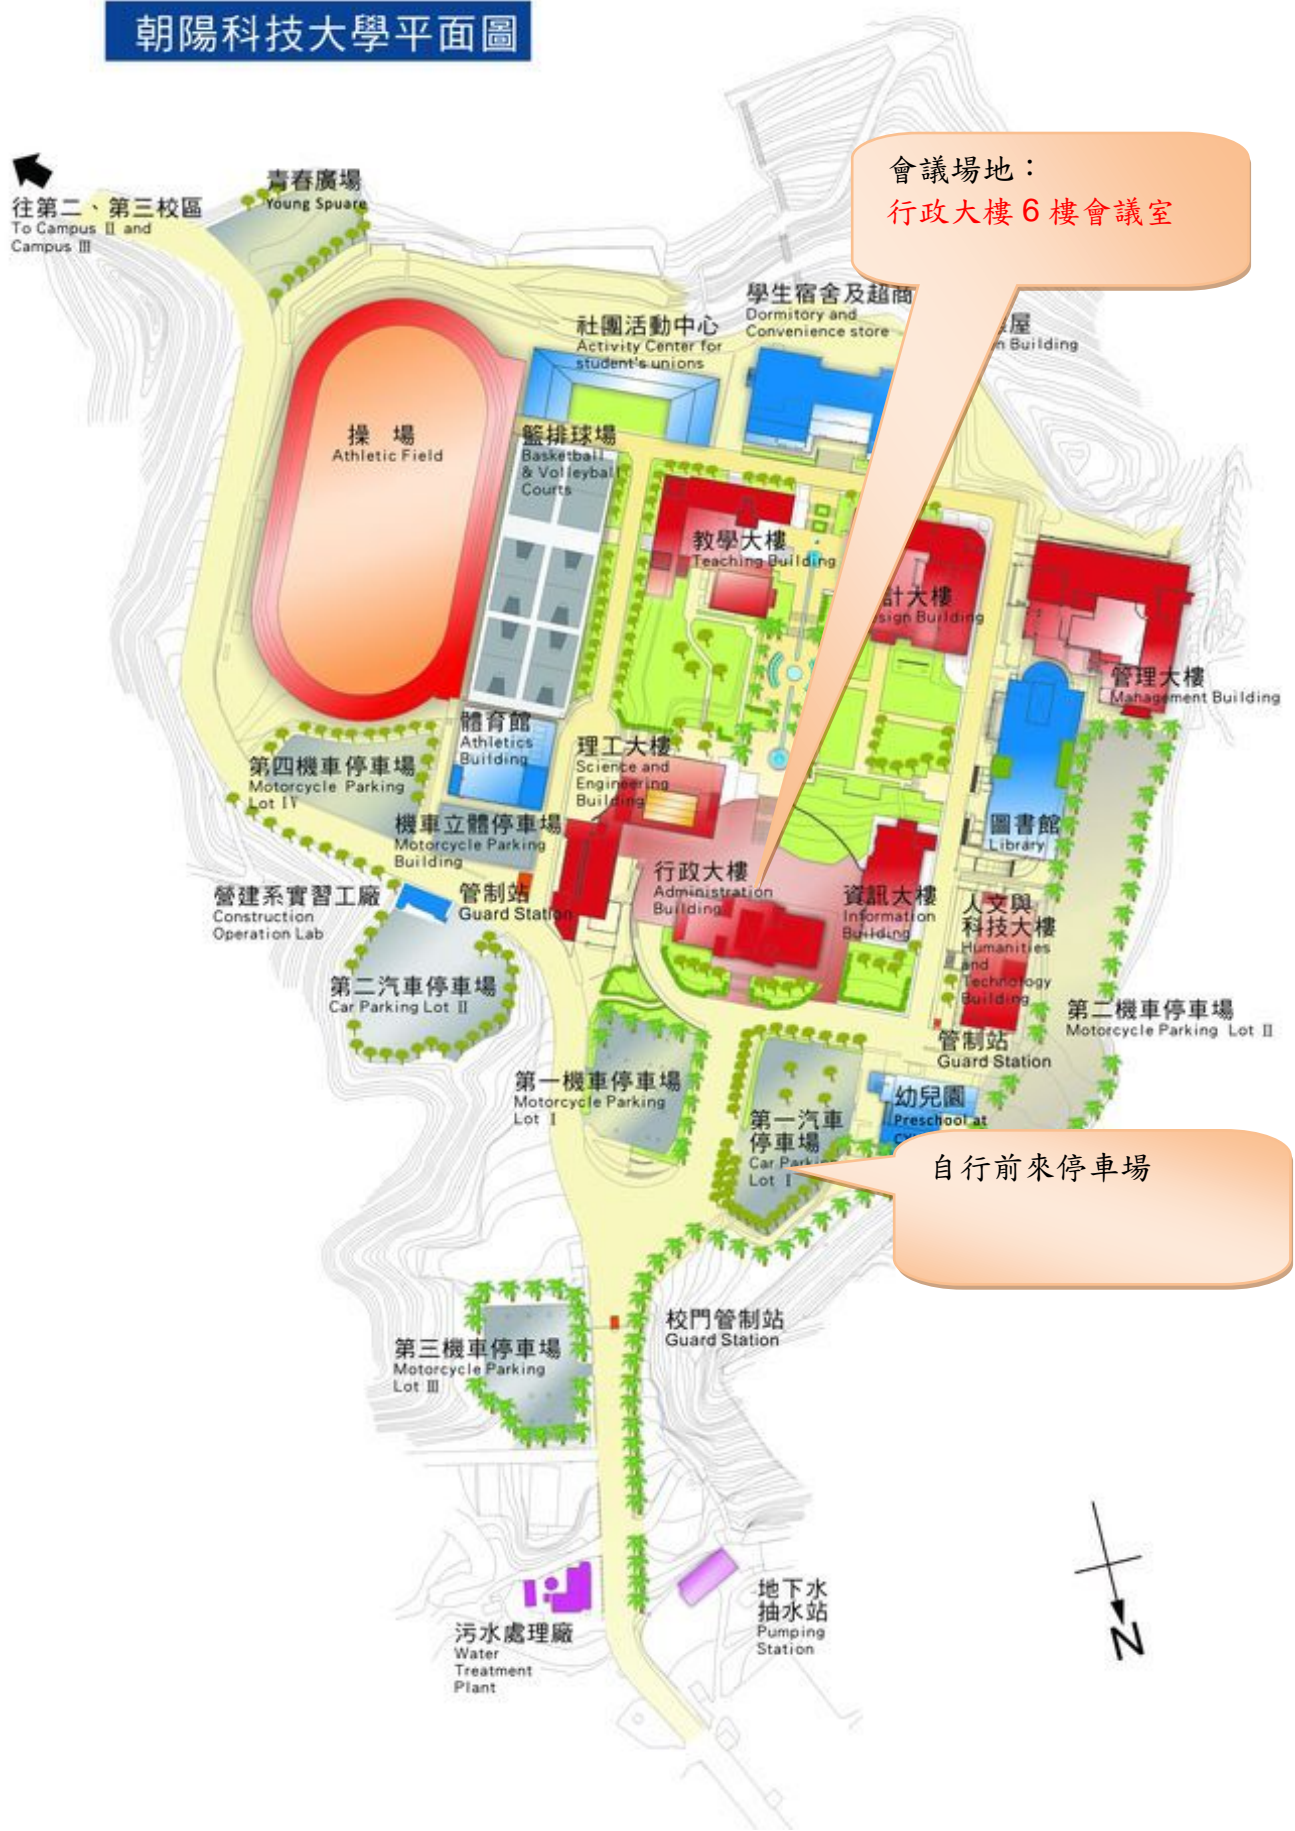 朝陽科技大學平面圖
會議場地：
行政大樓 6 樓會議室
青春廣場
Young Spuare
往第二、第三校區
To Campus Ⅱ and
Campus Ⅲ
學生宿舍及超商
Dormitory and
Convenience store
屋
n Building
社團活動中心
Activity Center for
student's unions
操 場
Athletic Field
籃排球場
Basketball
& Volleyball
Courts
教學大樓
Teaching Building
計大樓
sign Building
管理大樓
Management Building
體育館
Athletics
Building
理工大樓
Science and
Engineering
Building
第四機車停車場
Motorcycle Parking
Lot Ⅳ
機車立體停車場
Motorcycle Parking
Building
圖書館
Library
行政大樓
Administration
Building
資訊大樓
Information
Building
人文與
科技大樓
Humanities
and
Technology
Building
營建系實習工廠
Construction
Operation Lab
管制站
Guard Station
第二汽車停車場
Car Parking Lot Ⅱ
第二機車停車場
Motorcycle Parking Lot Ⅱ
管制站
Guard Station
第一機車停車場
Motorcycle Parking
Lot Ⅰ
第一汽車
停車場
Car Parking
Lot Ⅰ
幼兒園
Preschool at
自行前來停車場
校門管制站
Guard Station
第三機車停車場
Motorcycle Parking
Lot Ⅲ
地下水
抽水站
Pumping
Station
污水處理廠
Water
Treatment
Plant
N